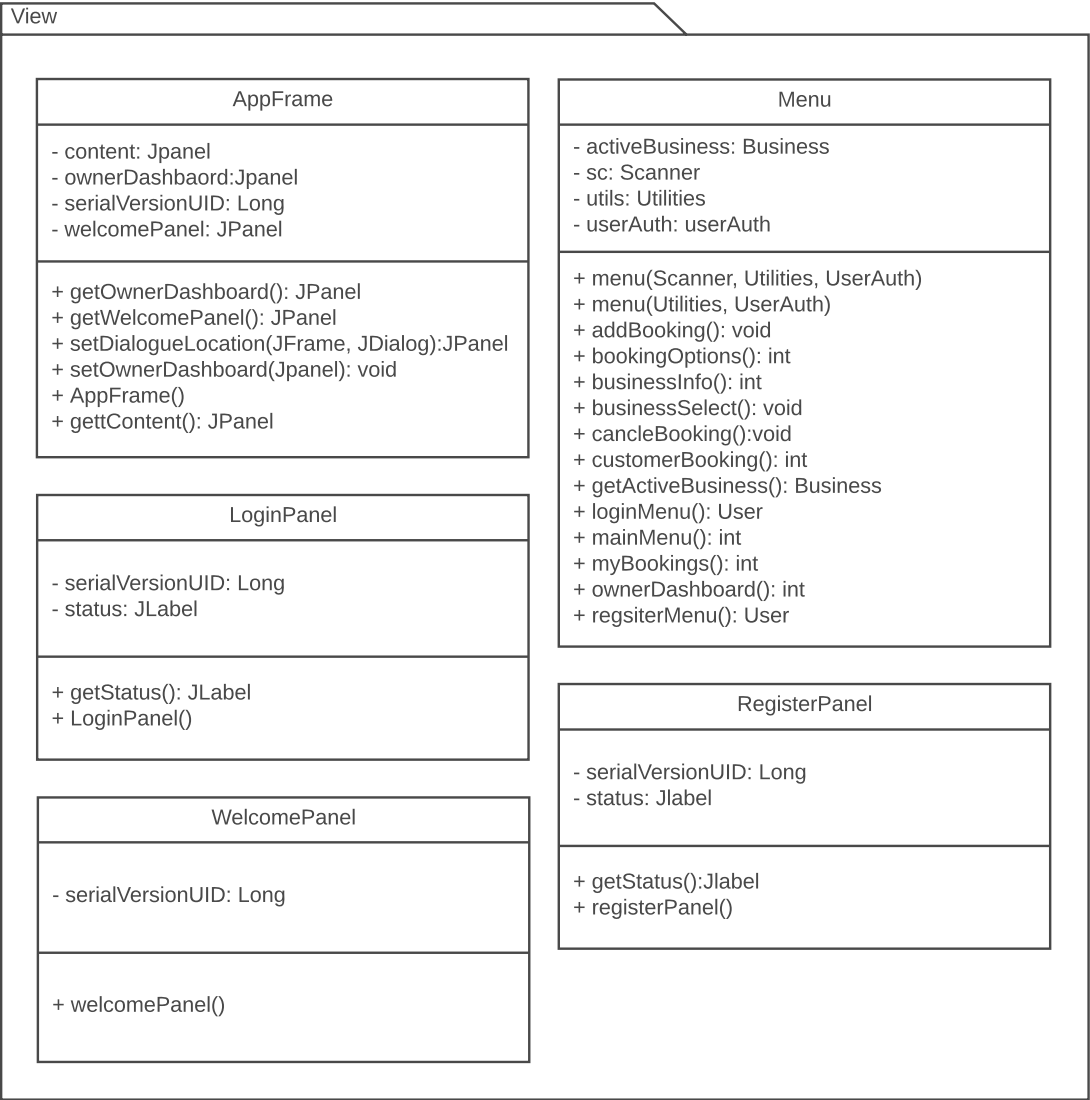 View
AppFrame
- content: Jpanel
- ownerDashbaord:Jpanel
- serialVersionUID: Long
- welcomePanel: JPanel
+ getOwnerDashboard(): JPanel
+ getWelcomePanel(): JPanel
+ setDialogueLocation(JFrame, JDialog):JPanel
+ setOwnerDashboard(Jpanel): void
+ AppFrame()
+ gettContent(): JPanel
LoginPanel
- serialVersionUID: Long
- status: JLabel
+ getStatus(): JLabel
+ LoginPanel()
WelcomePanel
- serialVersionUID: Long
+ welcomePanel()
Menu
- activeBusiness: Business
- sc: Scanner
- utils: Utilities
- userAuth: userAuth
+ menu(Scanner, Utilities, UserAuth)
+ menu(Utilities, UserAuth)
+ addBooking(): void
+ bookingOptions(): int
+ businessInfo(): int
+ businessSelect(): void
+ cancleBooking():void
+ customerBooking(): int
+ getActiveBusiness(): Business
+ loginMenu(): User
+ mainMenu(): int
+ myBookings(): int
+ ownerDashboard(): int
+ regsiterMenu(): User
RegisterPanel
- serialVersionUID: Long
- status: Jlabel
+ getStatus():Jlabel
+ registerPanel()